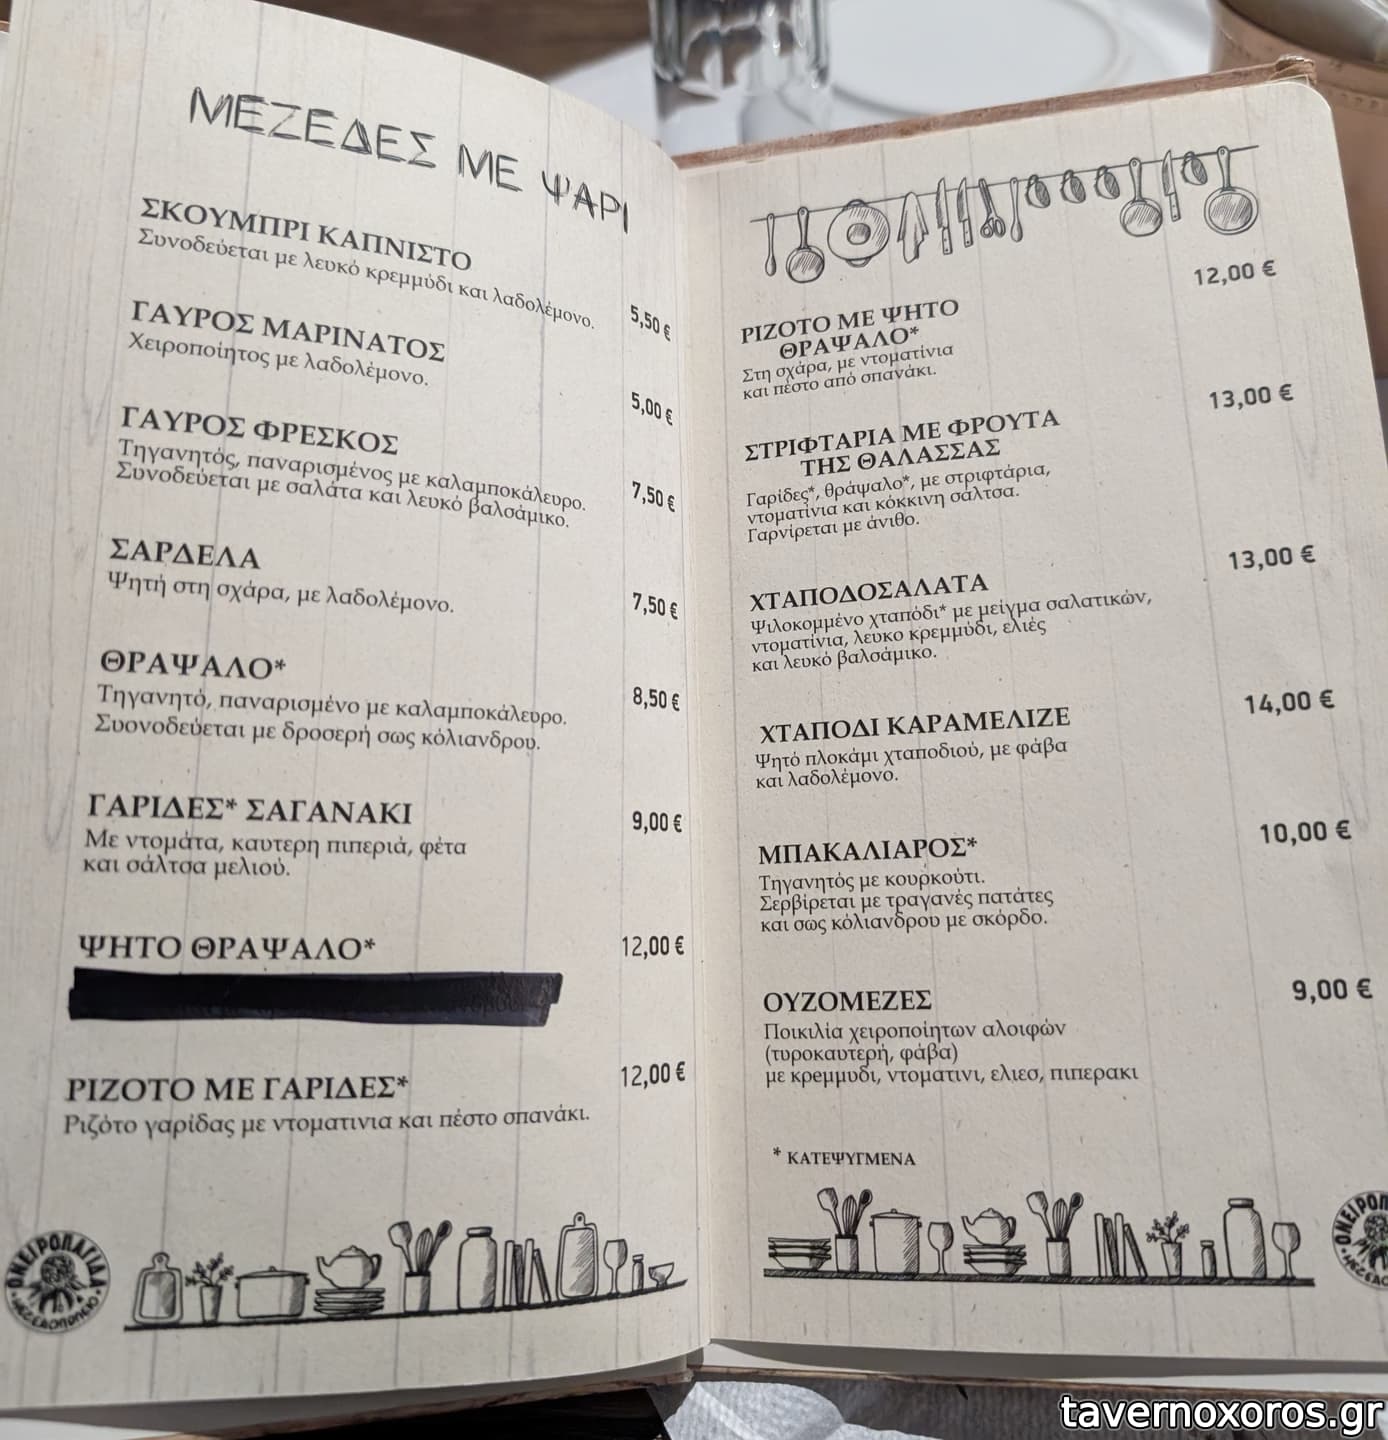 ΜΕΖΕΔΕΣ ΜΕ ΨΑΡΙ
ΣΚΟΥΜΠΡΙ ΚΑΠΝΙΣΤΟ
Συνοδεύεται με λευκό κρεμμύδι και λαδολέμονο.
5,50 €
ΓΑΥΡΟΣ ΜΑΡΙΝΑΤΟΣ
Χειροποίητος με λαδολέμονο.
5,00 €
ΓΑΥΡΟΣ ΦΡΕΣΚΟΣ
Τηγανητός, παναρισμένος με καλαμποκάλευρο.
Συνοδεύεται με σαλάτα και λευκό βαλσάμικο.
7,50 €
ΣΑΡΔΕΛΑ
Ψητή στη σχάρα, με λαδολέμονο.
7,50 €
ΘΡΑΨΑΛΟ*
Τηγανητό, παναρισμένο με καλαμποκάλευρο.
Συονοδεύεται με δροσερή σως κόλιανδρου.
8,50 €
ΓΑΡΙΔΕΣ* ΣΑΓΑΝΑΚΙ
Με ντομάτα, καυτερη πιπεριά, φέτα
και σάλτσα μελιού.
9,00 €
ΨΗΤΟ ΘΡΑΨΑΛΟ*
12,00 €
ΡΙΖΟΤΟ ΜΕ ΓΑΡΙΔΕΣ*
Ριζότο γαρίδας με ντοματινια και πέστο σπανάκι.
12,00 €
ΟΝΕΙΡΟΠΑΓΙΔΑ
ΜΕΖΕΔΟΠΩΛΕΙΟ
12,00 €
ΡΙΖΟΤΟ ΜΕ ΨΗΤΟ
ΘΡΑΨΑΛΟ*
Στη σχάρα, με ντοματίνια
και πέστο από σπανάκι.
13,00 €
ΣΤΡΙΦΤΑΡΙΑ ΜΕ ΦΡΟΥΤΑ
ΤΗΣ ΘΑΛΑΣΣΑΣ
Γαρίδες*, θράψαλο*, με στριφτάρια,
ντοματίνια και κόκκινη σάλτσα.
Γαρνίρεται με άνιθο.
13,00 €
ΧΤΑΠΟΔΟΣΑΛΑΤΑ
Ψιλοκομμένο χταπόδι* με μείγμα σαλατικών,
ντοματίνια, λευκο κρεμμύδι, ελιές
και λευκό βαλσάμικο.
14,00 €
ΧΤΑΠΟΔΙ ΚΑΡΑΜΕΛΙΖΕ
Ψητό πλοκάμι χταποδιού, με φάβα
και λαδολέμονο.
10,00 €
ΜΠΑΚΑΛΙΑΡΟΣ*
Τηγανητός με κουρκούτι.
Σερβίρεται με τραγανές πατάτες
και σως κόλιανδρου με σκόρδο.
9,00 €
ΟΥΖΟΜΕΖΕΣ
Ποικιλία χειροποίητων αλοιφών
(τυροκαυτερή, φάβα)
με κρεμμυδι, ντοματινι, ελιεσ, πιπερακι
* ΚΑΤΕΨΥΓΜΕΝΑ
tavernoxoros.gr